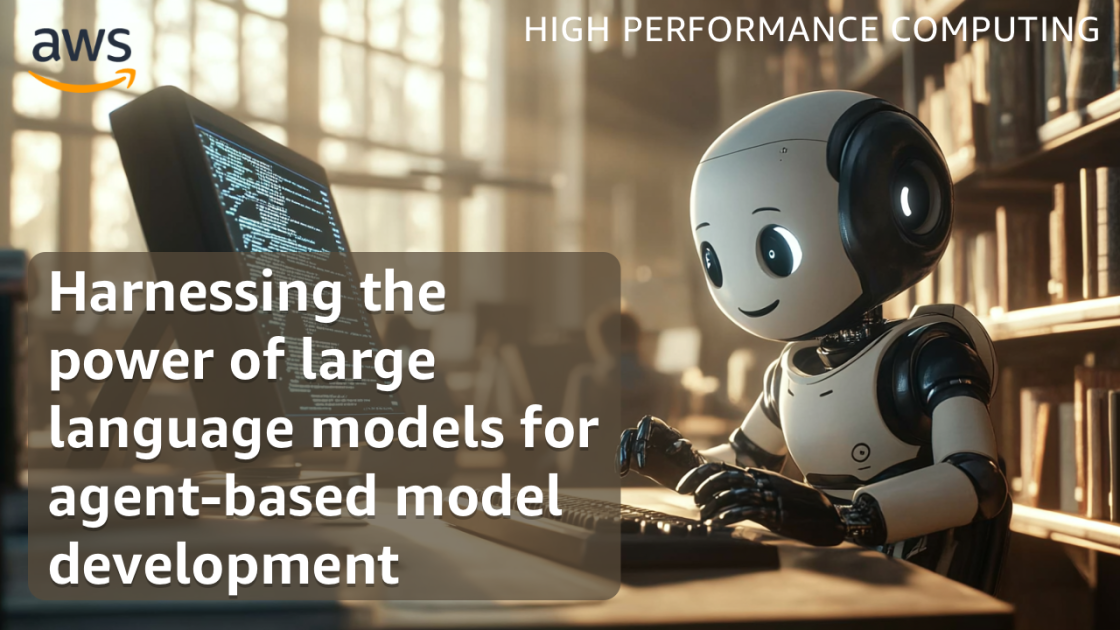 aws
HIGH PERFORMANCE COMPUTING
Harnessing the
power of large
language models for
agent-based model
development